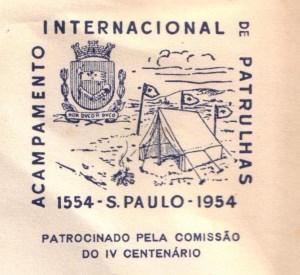 ACAMPAMENTO
INTERNACIONAL
DE
PATRULHAS
NON DVCOR DVCO
1554 - S. PAULO - 1954
PATROCINADO PELA COMISSÃO
DO IV CENTENÁRIO